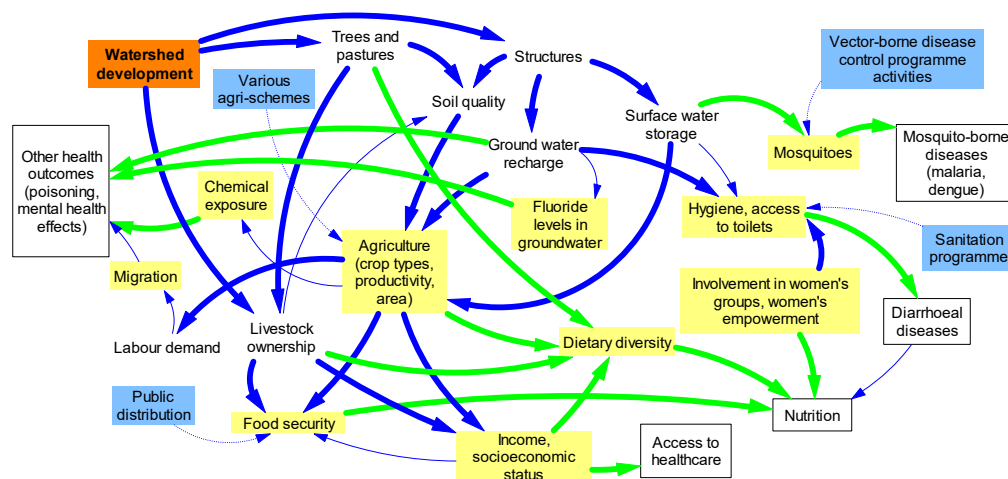 Watershed
development
Trees and
pastures
Structures
Vector-borne disease
control programme
activities
Various
agri-schemes
Soil quality
Surface water
storage
Other health
outcomes
(poisoning,
mental health
effects)
Chemical
exposure
Ground water
recharge
Mosquitoes
Mosquito-borne
diseases
(malaria,
dengue)
Fluoride
levels in
groundwater
Hygiene, access
to toilets
Agriculture
(crop types,
productivity,
area)
Sanitation
programme
Migration
Involvement in women's
groups, women's
empowerment
Labour demand
Livestock
ownership
Dietary diversity
Diarrhoeal
diseases
Public
distribution
Food security
Nutrition
Income,
socioeconomic
status
Access to
healthcare